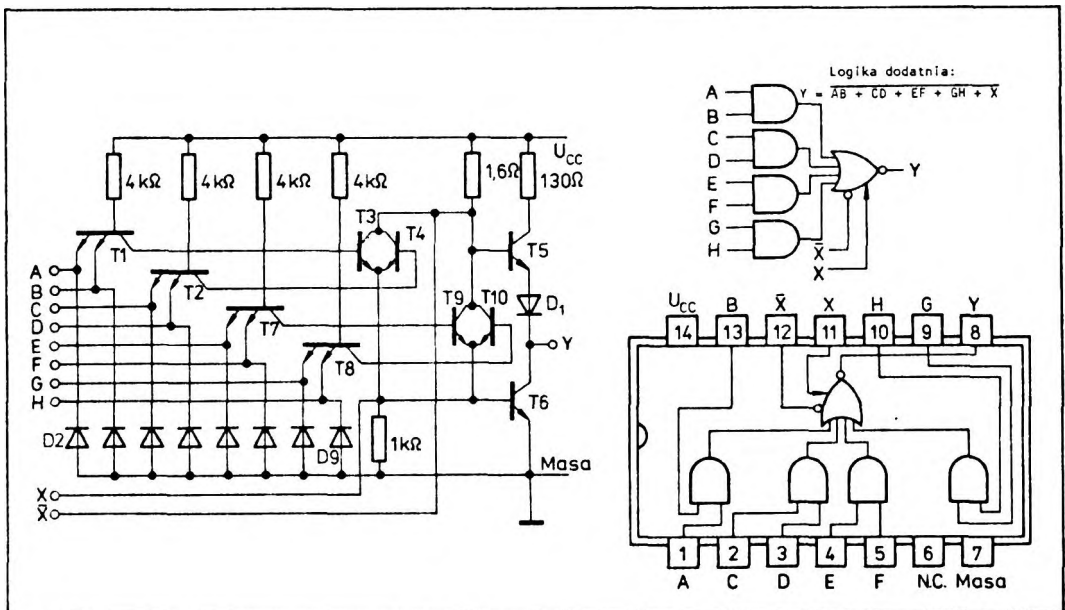 Logika dodatnia:
Y = AB + CD + EF + GH + X
A
B
C
D
E
F
G
H
X̅
X
Y
U_CC
4kΩ
4kΩ
4kΩ
4kΩ
1,6Ω
130Ω
T3
T4
T5
T1
T2
T7
T9
T10
D1
T8
Y
T6
A
B
C
D
E
F
G
H
D2
D9
1kΩ
Masa
X
X̅
U_CC
B
X̅
X
H
G
Y
14
13
12
11
10
9
8
1
2
3
4
5
6
7
A
C
D
E
F
N.C.
Masa